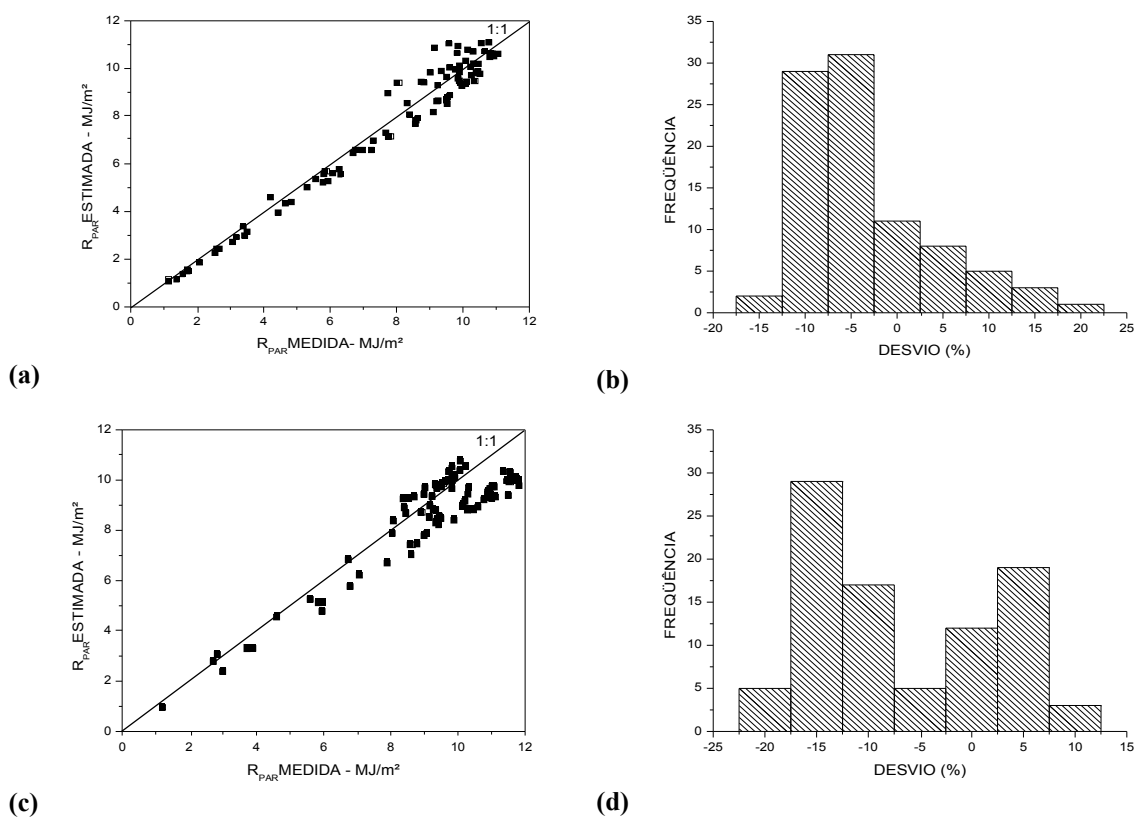 12
10
8
6
4
2
0
R_PAR ESTIMADA - MJ/m²
1:1
0 2 4 6 8 10 12
R_PAR MEDIDA- MJ/m²
(a)
35
30
25
20
15
10
5
0
FREQÜÊNCIA
-20 -15 -10 -5 0 5 10 15 20 25
DESVIO (%)
(b)
12
10
8
6
4
2
0
R_PAR ESTIMADA - MJ/m²
1:1
0 2 4 6 8 10 12
R_PAR MEDIDA - MJ/m²
(c)
35
30
25
20
15
10
5
0
FREQÜÊNCIA
-25 -20 -15 -10 -5 0 5 10 15
DESVIO (%)
(d)